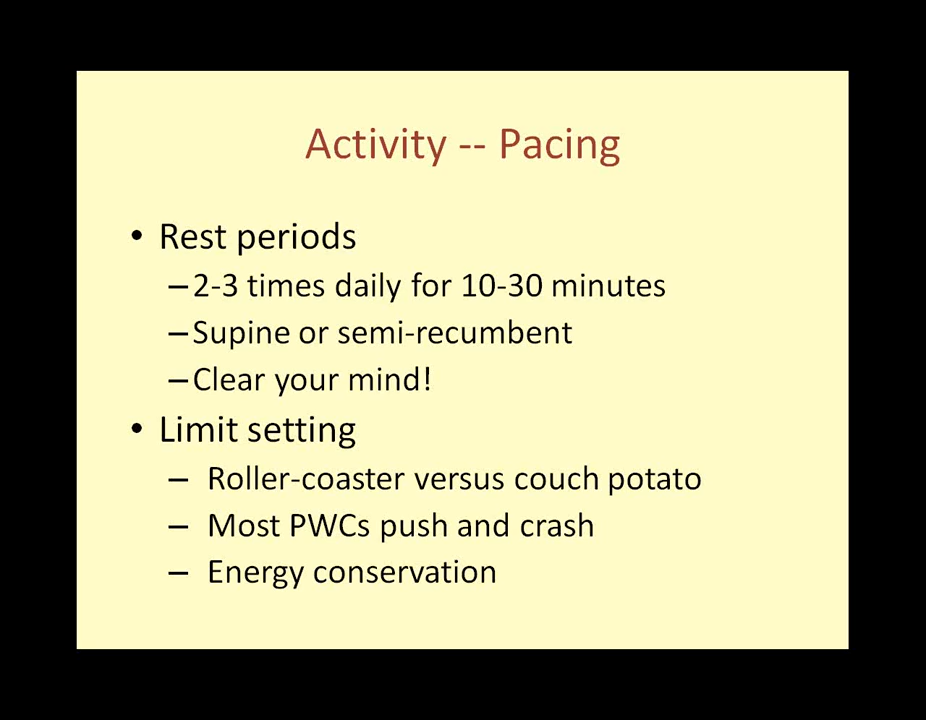 Activity -- Pacing
• Rest periods
–2-3 times daily for 10-30 minutes
–Supine or semi-recumbent
–Clear your mind!
• Limit setting
– Roller-coaster versus couch potato
– Most PWCs push and crash
– Energy conservation